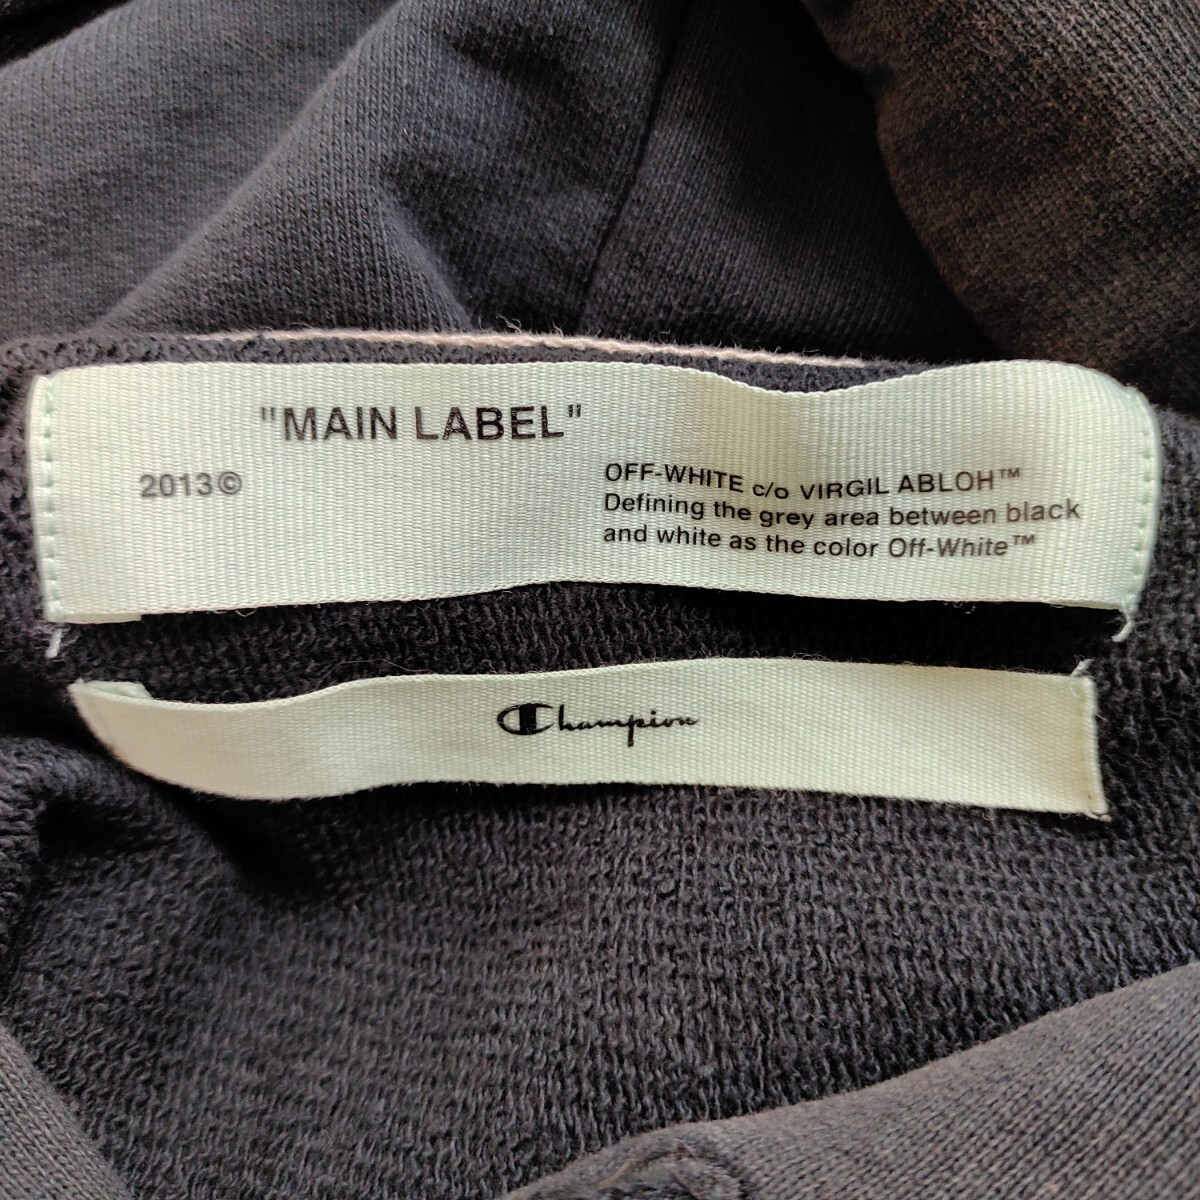 "MAIN LABEL"
2013©
OFF-WHITE c/o VIRGIL ABLOH™
Defining the grey area between black
and white as the color Off-White™
Champion